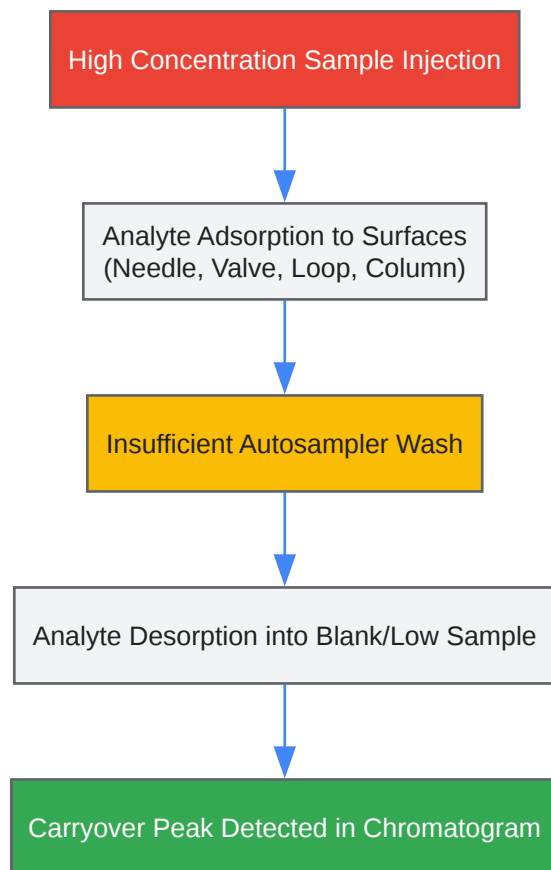 High Concentration Sample Injection
Analyte Adsorption to Surfaces
(Needle, Valve, Loop, Column)
Insufficient Autosampler Wash
Analyte Desorption into Blank/Low Sample
Carryover Peak Detected in Chromatogram